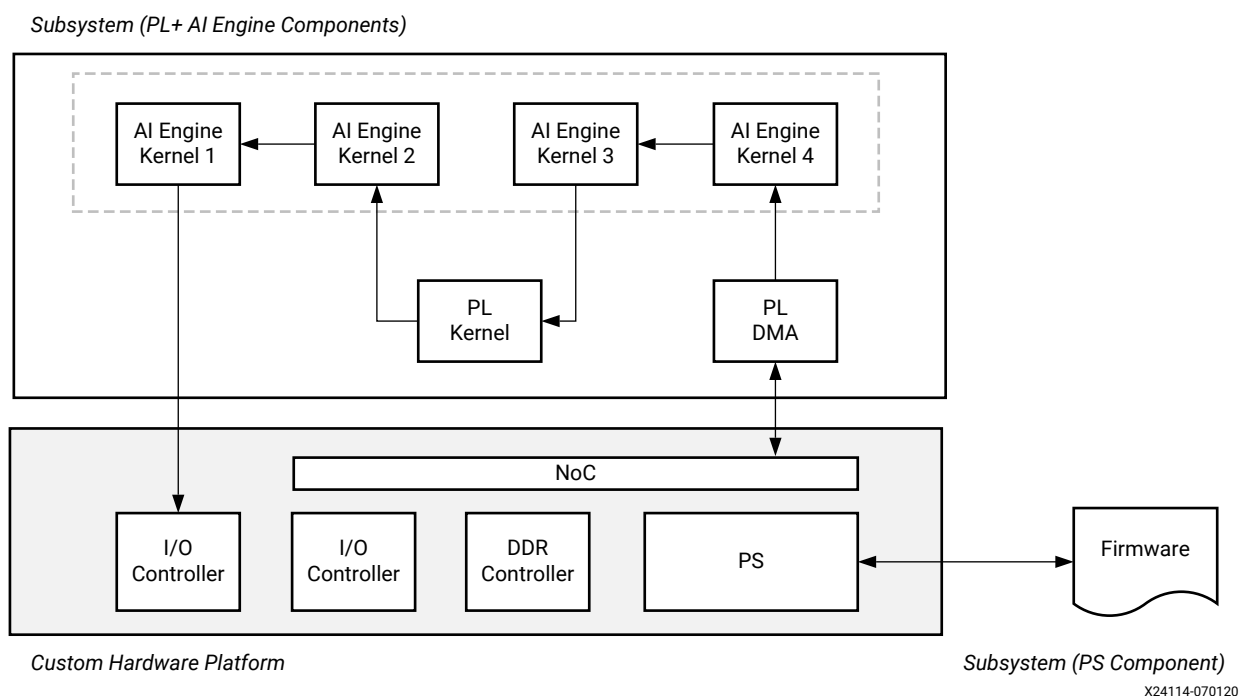 Subsystem (PL+ AI Engine Components)
AI Engine
Kernel 1
AI Engine
Kernel 2
AI Engine
Kernel 3
AI Engine
Kernel 4
PL
Kernel
PL
DMA
NoC
I/O
Controller
I/O
Controller
DDR
Controller
PS
Firmware
Custom Hardware Platform
Subsystem (PS Component)
X24114-070120